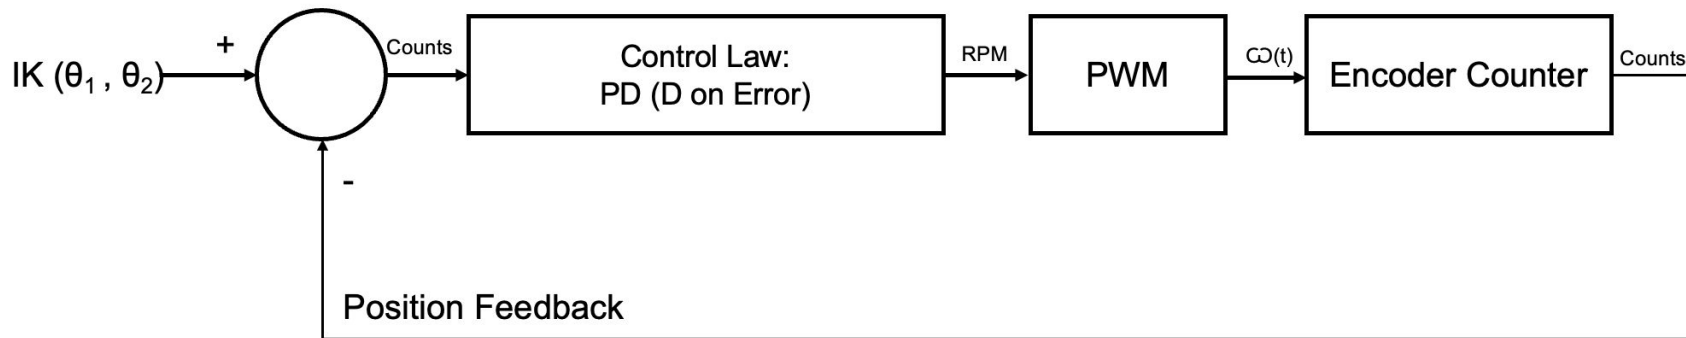 IK (θ₁ , θ₂)
+
-
Counts
Control Law:
PD (D on Error)
RPM
PWM
ω(t)
Encoder Counter
Counts
Position Feedback